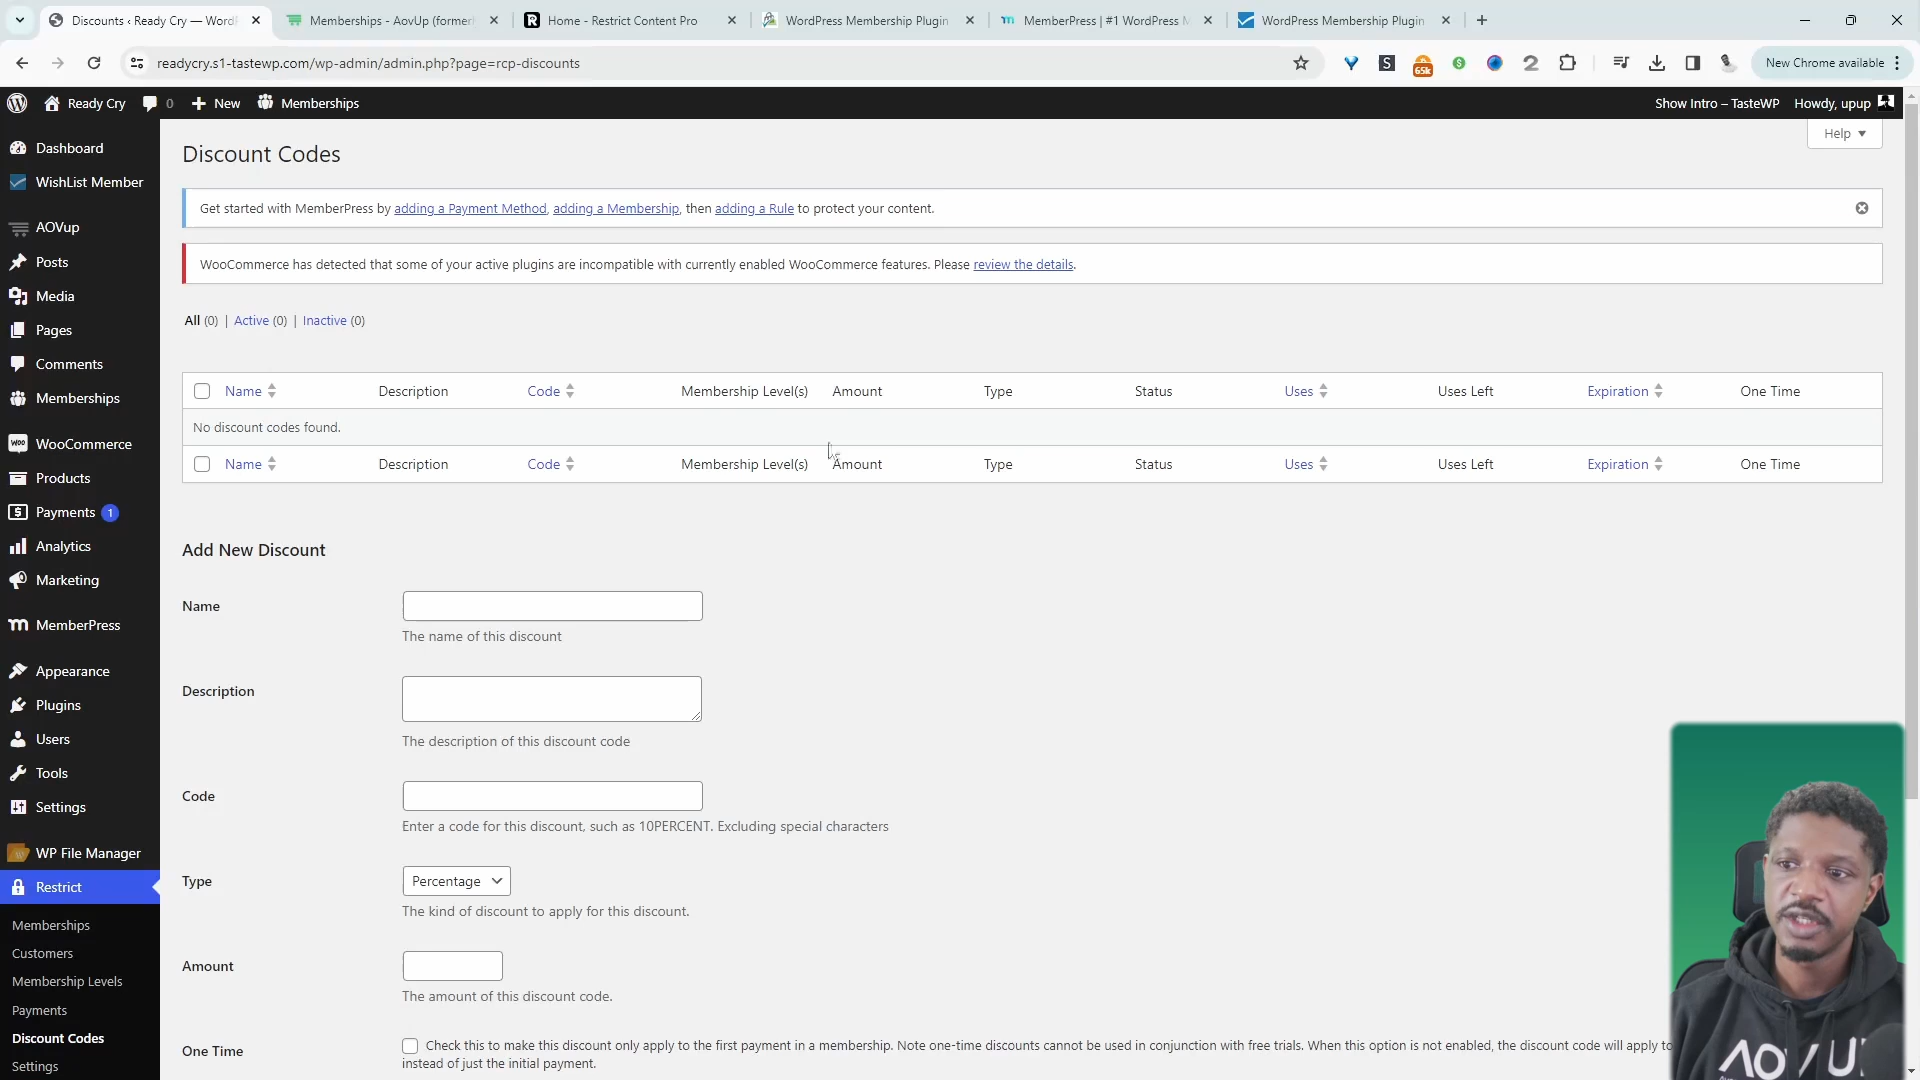 Discounts ‹ Ready Cry — WordP
Memberships - AovUp (formerl
Home - Restrict Content Pro
WordPress Membership Plugin
MemberPress | #1 WordPress M
WordPress Membership Plugin
readycry.s1-tastewp.com/wp-admin/admin.php?page=rcp-discounts
65k
New Chrome available
Ready Cry 0 New Memberships
Show Intro – TasteWP Howdy, upup
Help
Dashboard
WishList Member
AOVup
Posts
Media
Pages
Comments
Memberships
WooCommerce
Products
Payments 1
Analytics
Marketing
MemberPress
Appearance
Plugins
Users
Tools
Settings
WP File Manager
Restrict
Memberships
Customers
Membership Levels
Payments
Discount Codes
Settings
Discount Codes
Get started with MemberPress by adding a Payment Method, adding a Membership, then adding a Rule to protect your content.
WooCommerce has detected that some of your active plugins are incompatible with currently enabled WooCommerce features. Please review the details.
All (0) | Active (0) | Inactive (0)
Name Description Code Membership Level(s) Amount Type Status Uses Uses Left Expiration One Time
No discount codes found.
Name Description Code Membership Level(s) Amount Type Status Uses Uses Left Expiration One Time
Add New Discount
Name
The name of this discount
Description
The description of this discount code
Code
Enter a code for this discount, such as 10PERCENT. Excluding special characters
Type Percentage
The kind of discount to apply for this discount.
Amount
The amount of this discount code.
One Time Check this to make this discount only apply to the first payment in a membership. Note one-time discounts cannot be used in conjunction with free trials. When this option is not enabled, the discount code will apply to
instead of just the initial payment.